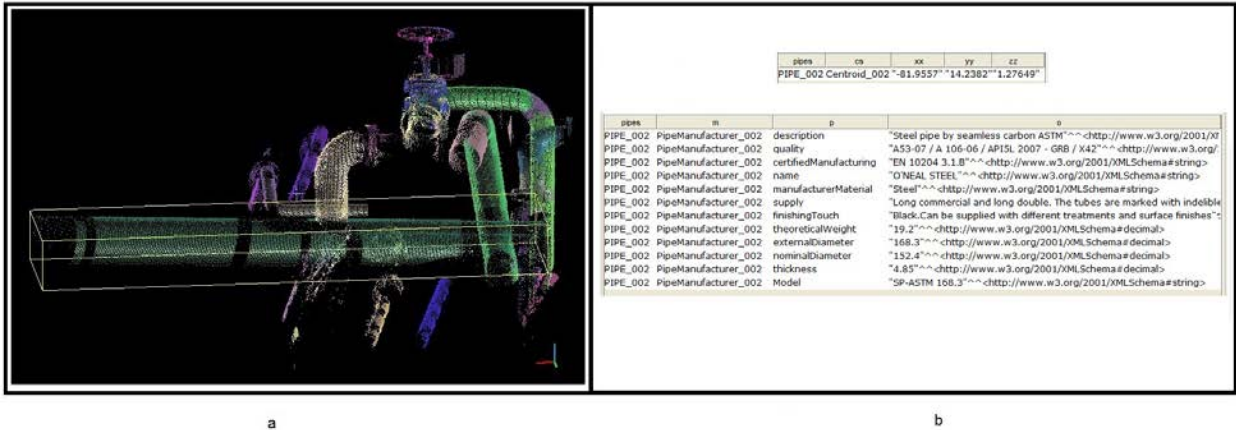 pipes cs xx yy zz
PIPE_002 Centroid_002 "-81.9557" "14.2382" "1.27649"
pipes m p o
PIPE_002 PipeManufacturer_002 description "Steel pipe by seamless carbon ASTM"^^<http://www.w3.org/2001/XM
PIPE_002 PipeManufacturer_002 quality "A53-07 / A 106-06 / API5L 2007 - GRB / X42"^^<http://www.w3.org/
PIPE_002 PipeManufacturer_002 certifiedManufacturing "EN 10204 3.1.B"^^<http://www.w3.org/2001/XMLSchema#string>
PIPE_002 PipeManufacturer_002 name "O'NEAL STEEL"^^<http://www.w3.org/2001/XMLSchema#string>
PIPE_002 PipeManufacturer_002 manufacturerMaterial "Steel"^^<http://www.w3.org/2001/XMLSchema#string>
PIPE_002 PipeManufacturer_002 supply "Long commercial and long double. The tubes are marked with indelible
PIPE_002 PipeManufacturer_002 finishingTouch "Black.Can be supplied with different treatments and surface finishes"
PIPE_002 PipeManufacturer_002 theoreticalWeight "19.2"^^<http://www.w3.org/2001/XMLSchema#decimal>
PIPE_002 PipeManufacturer_002 externalDiameter "168.3"^^<http://www.w3.org/2001/XMLSchema#decimal>
PIPE_002 PipeManufacturer_002 nominalDiameter "152.4"^^<http://www.w3.org/2001/XMLSchema#decimal>
PIPE_002 PipeManufacturer_002 thickness "4.85"^^<http://www.w3.org/2001/XMLSchema#decimal>
PIPE_002 PipeManufacturer_002 Model "SP-ASTM 168.3"^^<http://www.w3.org/2001/XMLSchema#string>
a b